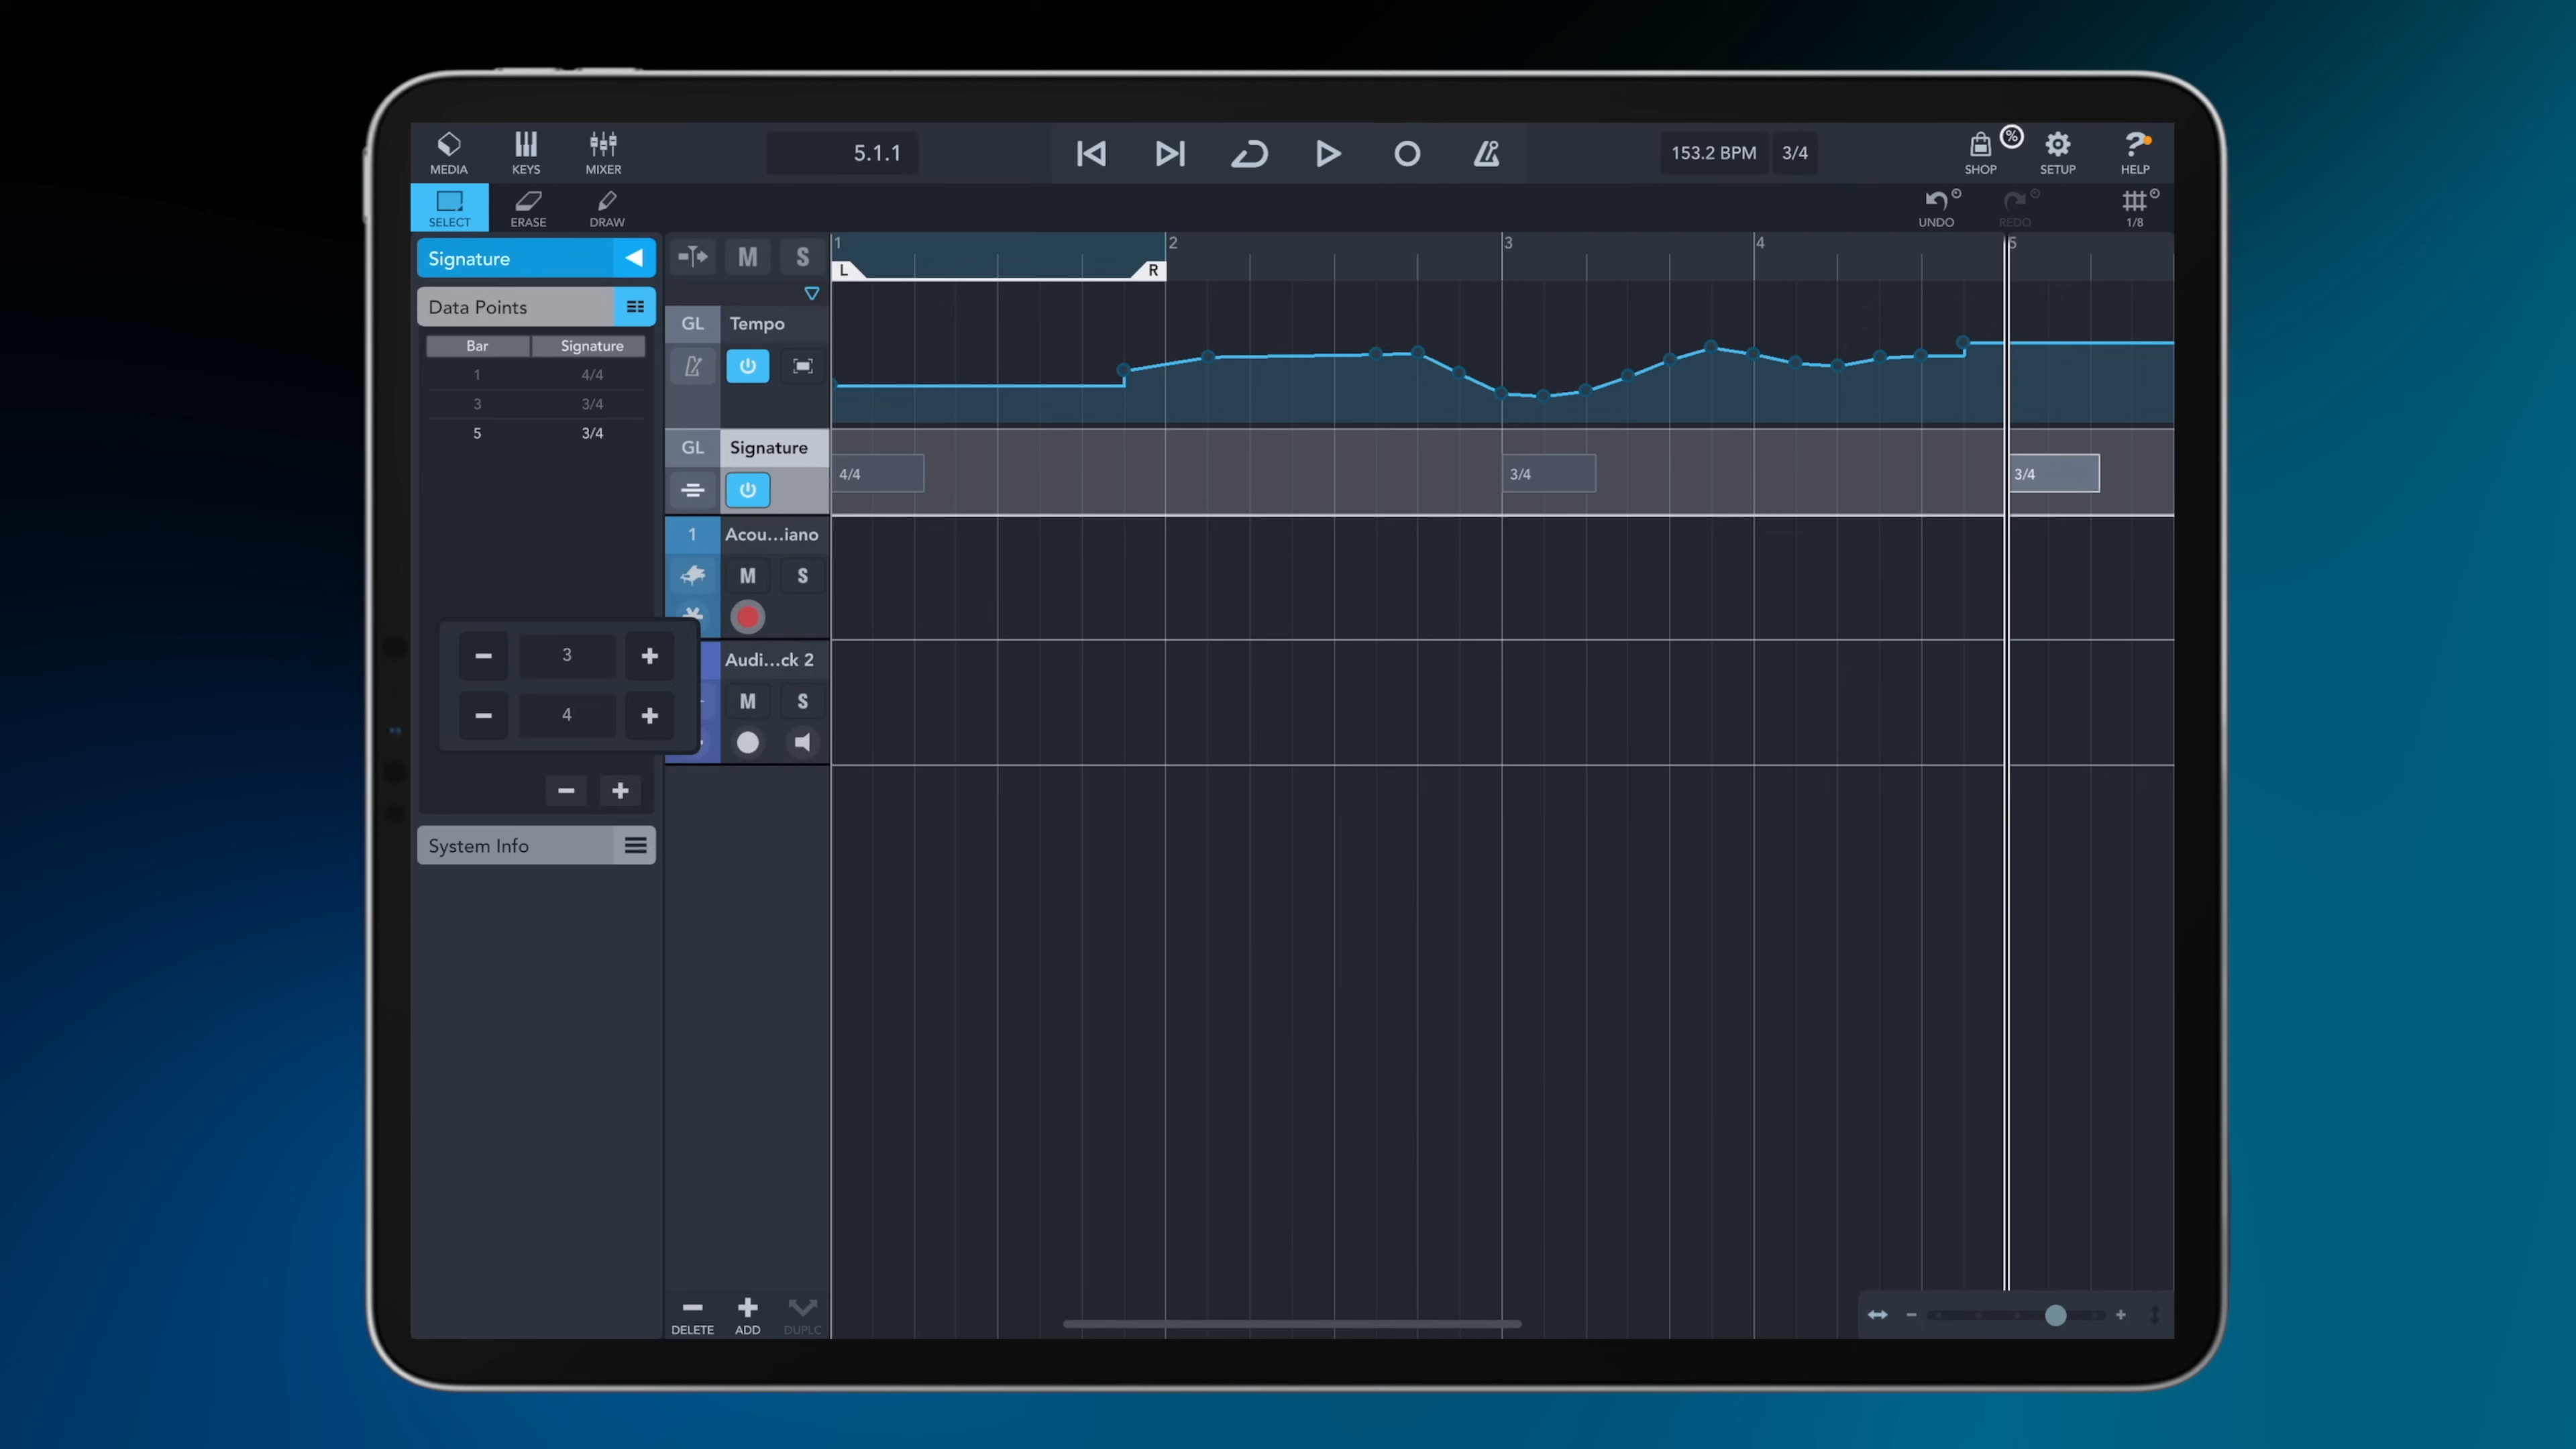 MEDIA KEYS MIXER 5.1.1 153.2 BPM 3/4 % SHOP SETUP HELP
SELECT ERASE DRAW UNDO REDO 1/8
Signature M S 1 2 3 4 5
L R
Data Points
GL Tempo
Bar Signature
1 4/4
3 3/4
5 3/4
GL Signature
4/4 3/4 3/4
1 Acou...iano
M S
Audi...ck 2
3
M S
4
System Info
DELETE ADD DUPLC